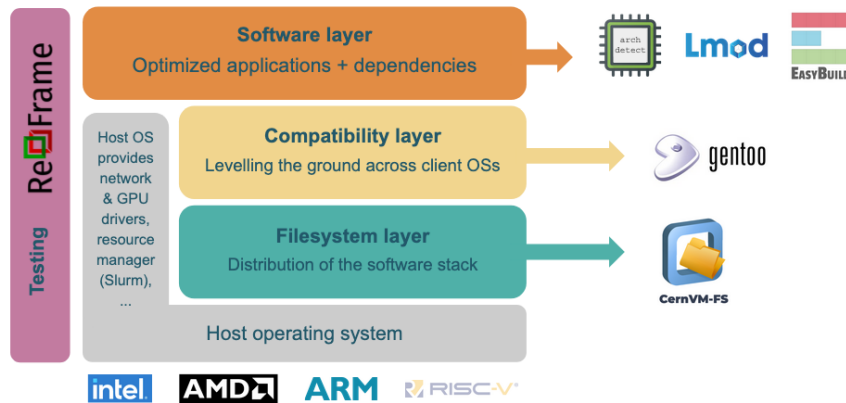 ReFrame
Testing
Software layer
Optimized applications + dependencies
arch
detect
Lmod
EASYBUILD
Host OS
provides
network
& GPU
drivers,
resource
manager
(Slurm),
...
Compatibility layer
Levelling the ground across client OSs
gentoo
Filesystem layer
Distribution of the software stack
CernVM-FS
Host operating system
intel.
AMD
ARM
RISC-V®